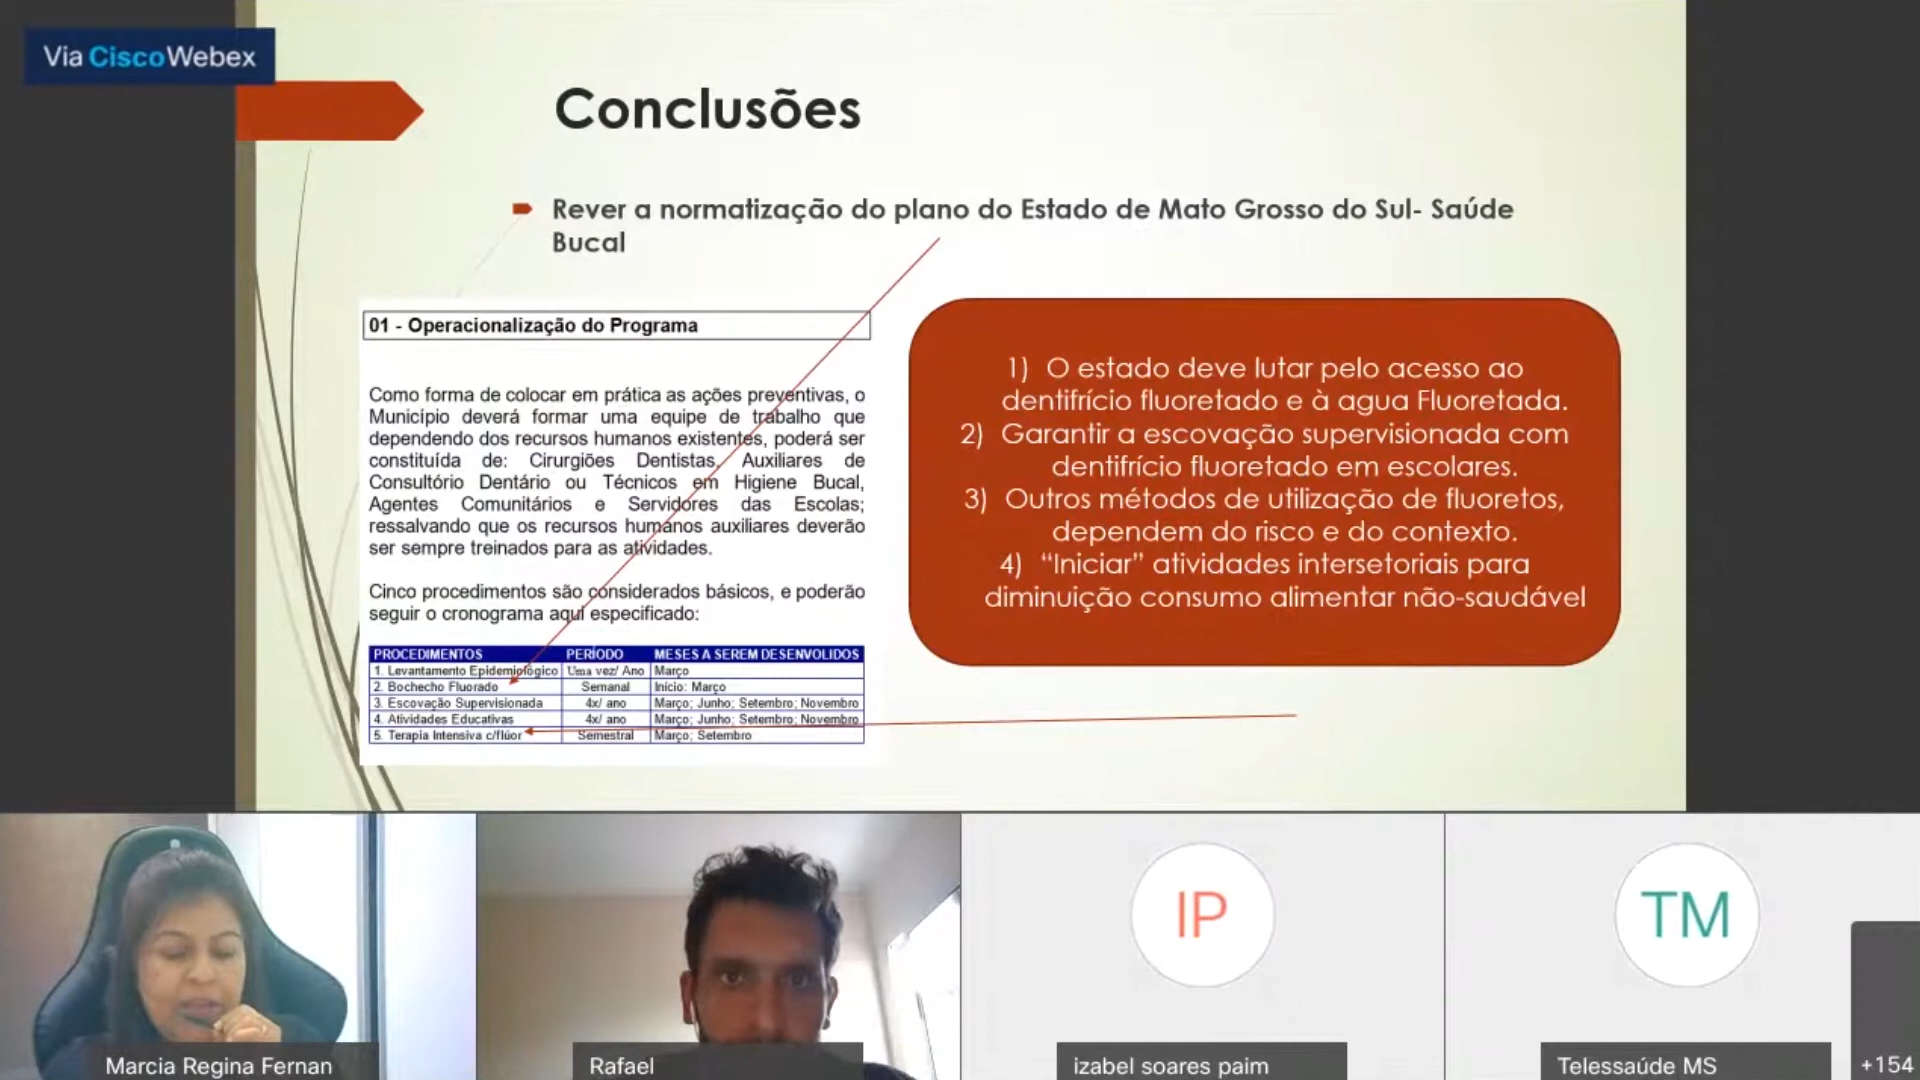 Via CiscoWebex
Conclusões
Rever a normatização do plano do Estado de Mato Grosso do Sul- Saúde
Bucal
01 - Operacionalização do Programa
Como forma de colocar em prática as ações preventivas, o
Município deverá formar uma equipe de trabalho que
dependendo dos recursos humanos existentes, poderá ser
constituída de: Cirurgiões Dentistas, Auxiliares de
Consultório Dentário ou Técnicos em Higiene Bucal,
Agentes Comunitários e Servidores das Escolas;
ressalvando que os recursos humanos auxiliares deverão
ser sempre treinados para as atividades.
Cinco procedimentos são considerados básicos, e poderão
seguir o cronograma aqui especificado:
PROCEDIMENTOS PERÍODO MESES A SEREM DESENVOLIDOS
1. Levantamento Epidemiológico Uma vez/ Ano Março
2. Bochecho Fluorado Semanal Início: Março
3. Escovação Supervisionada 4x/ ano Março; Junho; Setembro; Novembro
4. Atividades Educativas 4x/ ano Março; Junho; Setembro; Novembro
5. Terapia Intensiva c/flúor Semestral Março; Setembro
1) O estado deve lutar pelo acesso ao
dentifrício fluoretado e à agua Fluoretada.
2) Garantir a escovação supervisionada com
dentifrício fluoretado em escolares.
3) Outros métodos de utilização de fluoretos,
dependem do risco e do contexto.
4) “Iniciar” atividades intersetoriais para
diminuição consumo alimentar não-saudável
IP
TM
Marcia Regina Fernan
Rafael
izabel soares paim
Telessaúde MS
+154